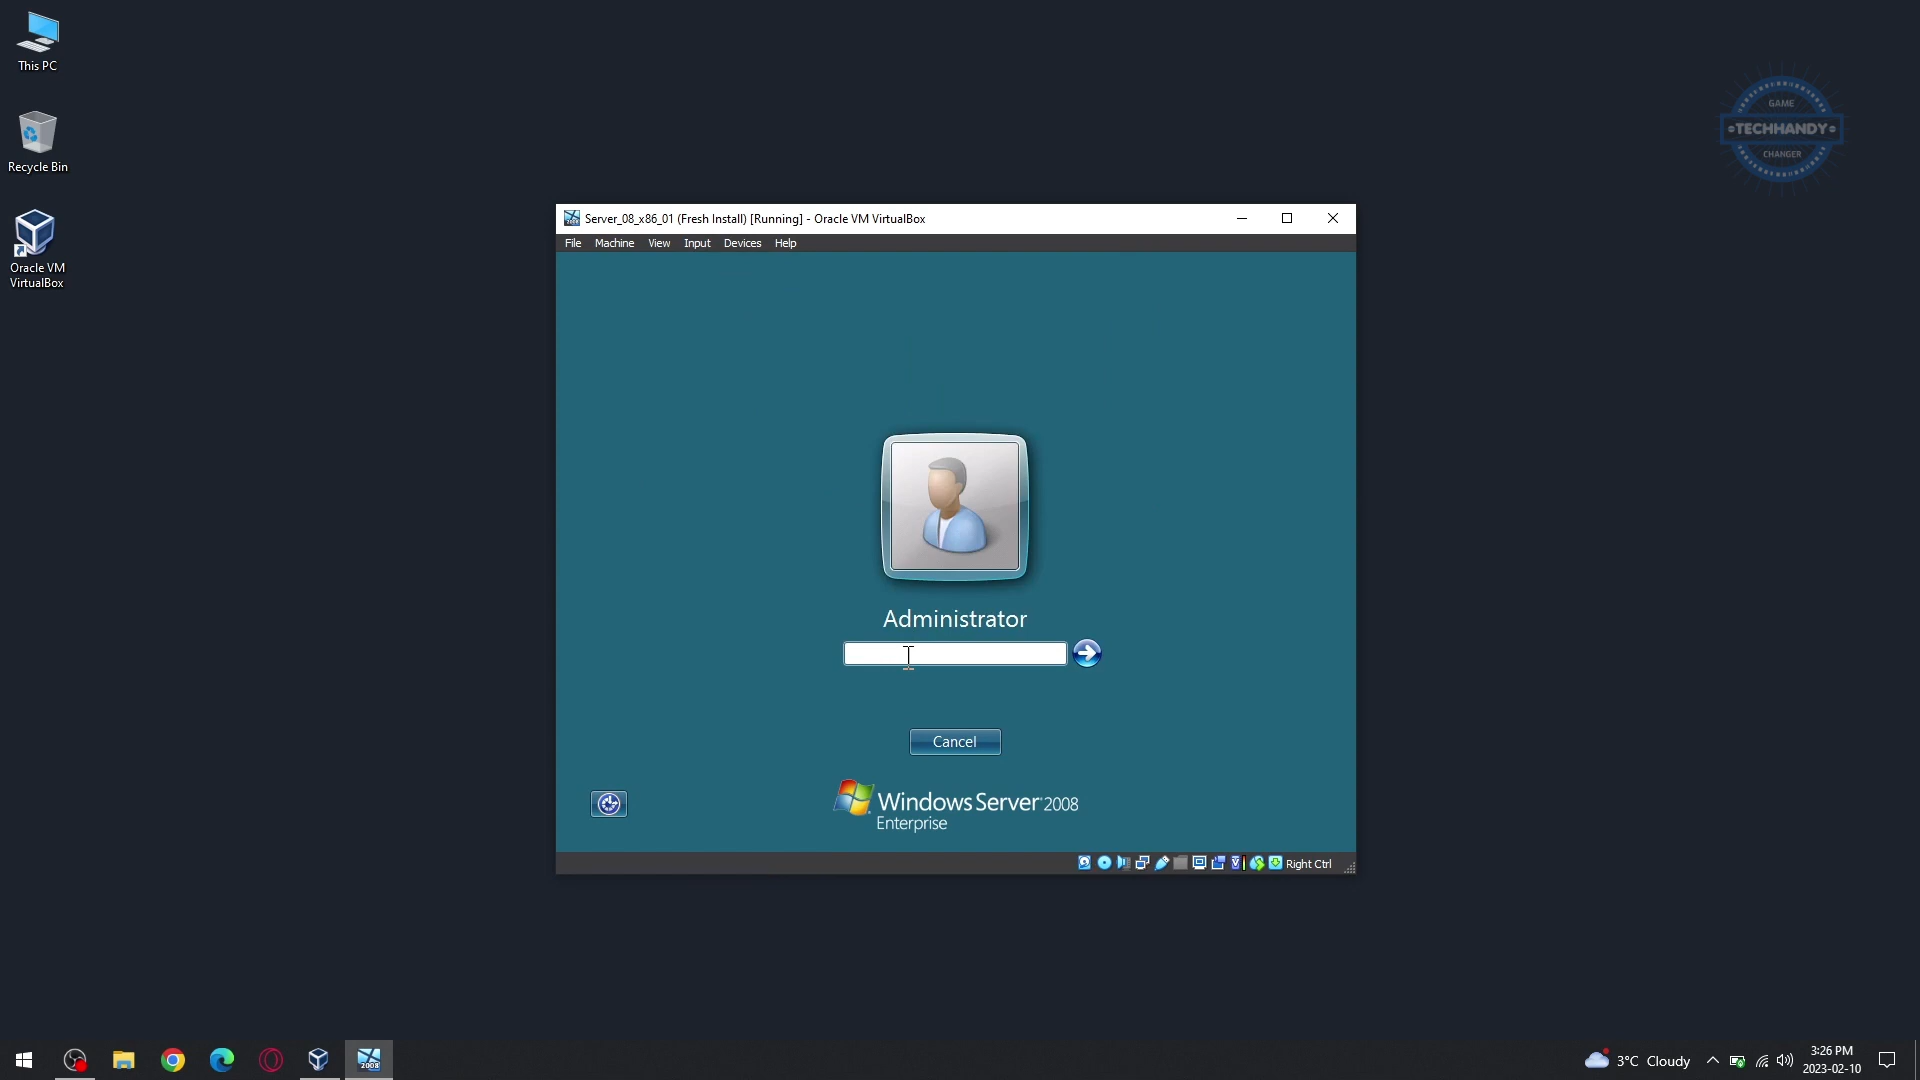 This PC
Recycle Bin
Oracle VM
VirtualBox
GAME
TECHHANDY
CHANGER
Server_08_x86_01 (Fresh Install) [Running] - Oracle VM VirtualBox
File Machine View Input Devices Help
Administrator
Cancel
Windows Server 2008
Enterprise
Right Ctrl
2008
3°C Cloudy
3:26 PM
2023-02-10